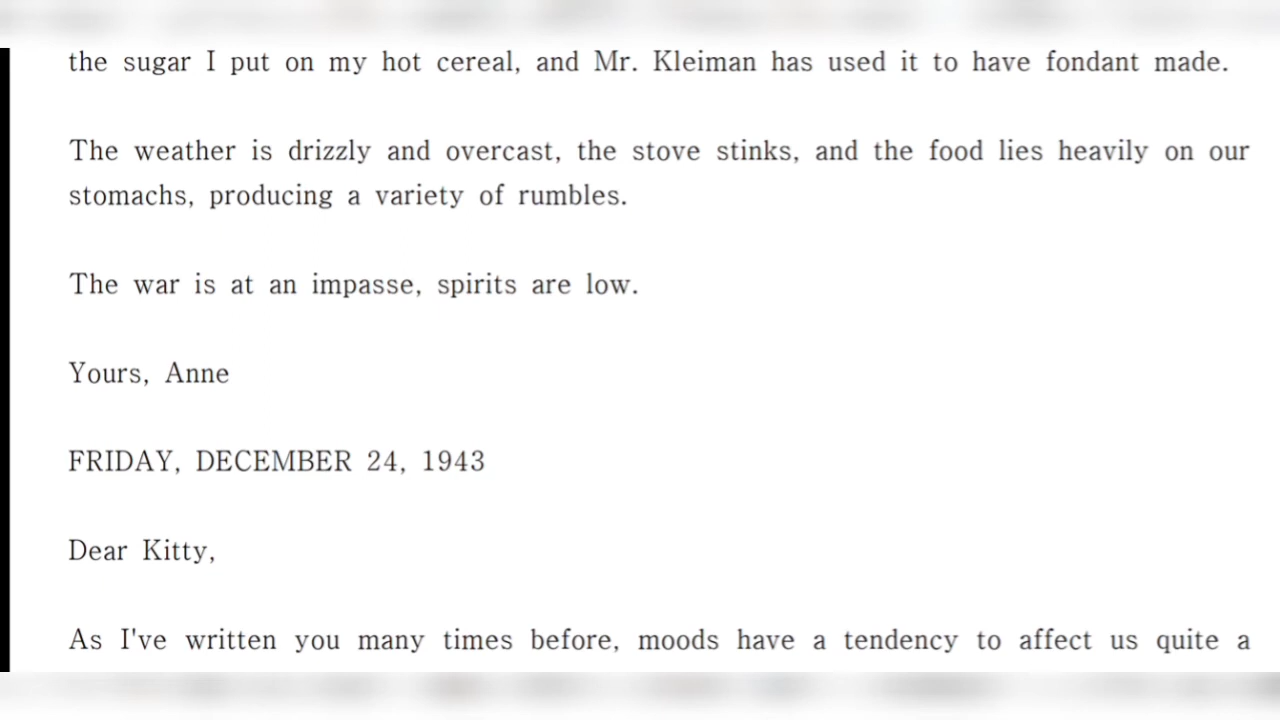 the sugar I put on my hot cereal, and Mr. Kleiman has used it to have fondant made.
The weather is drizzly and overcast, the stove stinks, and the food lies heavily on our
stomachs, producing a variety of rumbles.
The war is at an impasse, spirits are low.
Yours, Anne
FRIDAY, DECEMBER 24, 1943
Dear Kitty,
As I've written you many times before, moods have a tendency to affect us quite a